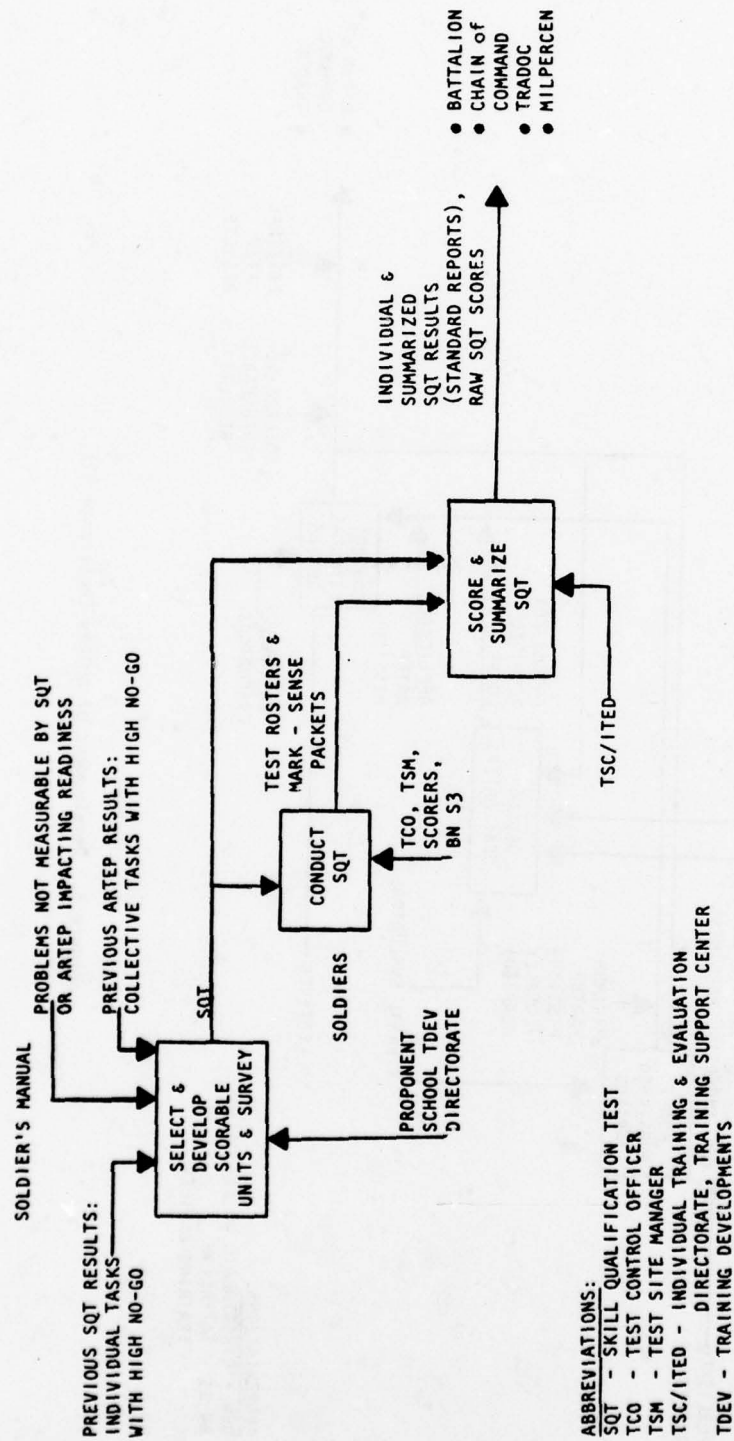 SOLDIER'S MANUAL
PROBLEMS NOT MEASURABLE BY SQT
OR ARTEP IMPACTING READINESS
PREVIOUS ARTEP RESULTS:
COLLECTIVE TASKS WITH HIGH NO-GO
PREVIOUS SQT RESULTS:
INDIVIDUAL TASKS
WITH HIGH NO-GO
SELECT &
DEVELOP
SCORABLE
UNITS & SURVEY
PROPONENT
SCHOOL TDEV
DIRECTORATE
SQT
SOLDIERS
CONDUCT
SQT
TCO, TSM,
SCORERS,
BN S3
TEST ROSTERS &
MARK - SENSE
PACKETS
SCORE &
SUMMARIZE
SQT
TSC/ITED
INDIVIDUAL &
SUMMARIZED
SQT RESULTS
(STANDARD REPORTS),
RAW SQT SCORES
● BATTALION
● CHAIN of
COMMAND
● TRADOC
● MILPERCEN
ABBREVIATIONS:
SQT - SKILL QUALIFICATION TEST
TCO - TEST CONTROL OFFICER
TSM - TEST SITE MANAGER
TSC/ITED - INDIVIDUAL TRAINING & EVALUATION
DIRECTORATE, TRAINING SUPPORT CENTER
TDEV - TRAINING DEVELOPMENTS